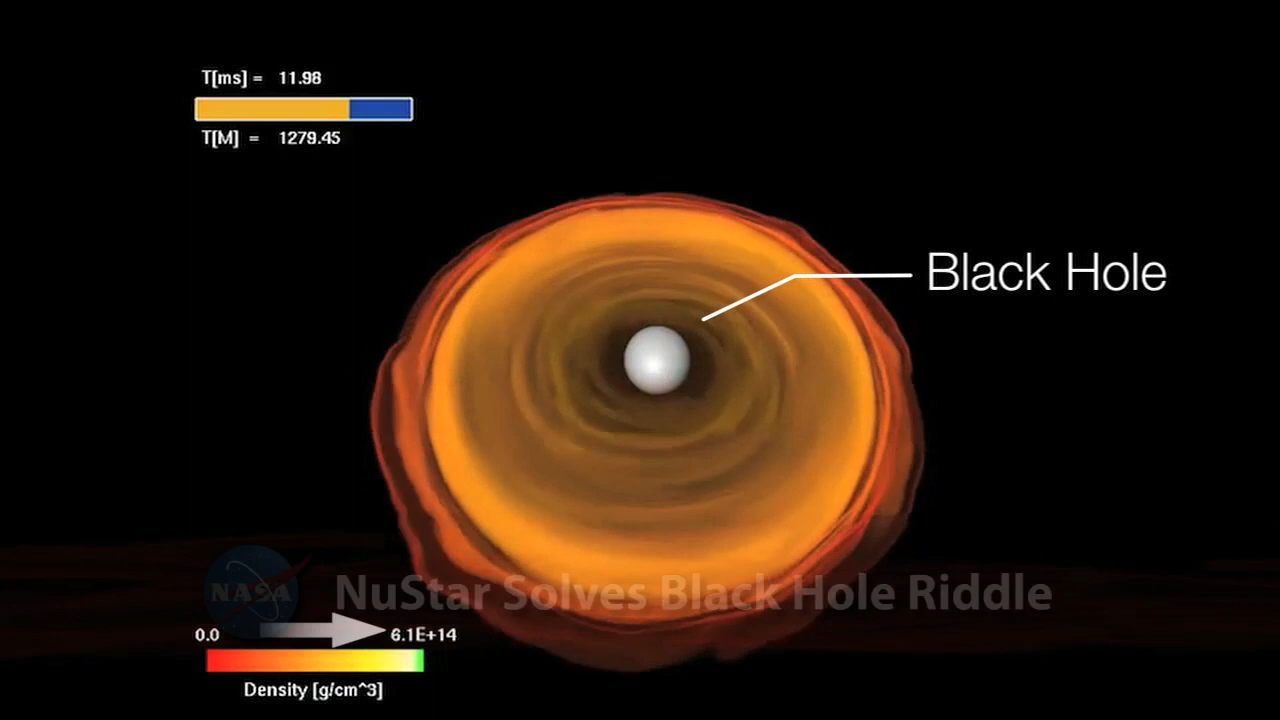 T[ms] = 11.98
T[M] = 1279.45
Black Hole
NASA
NuStar Solves Black Hole Riddle
0.0 6.1E+14
Density [g/cm^3]